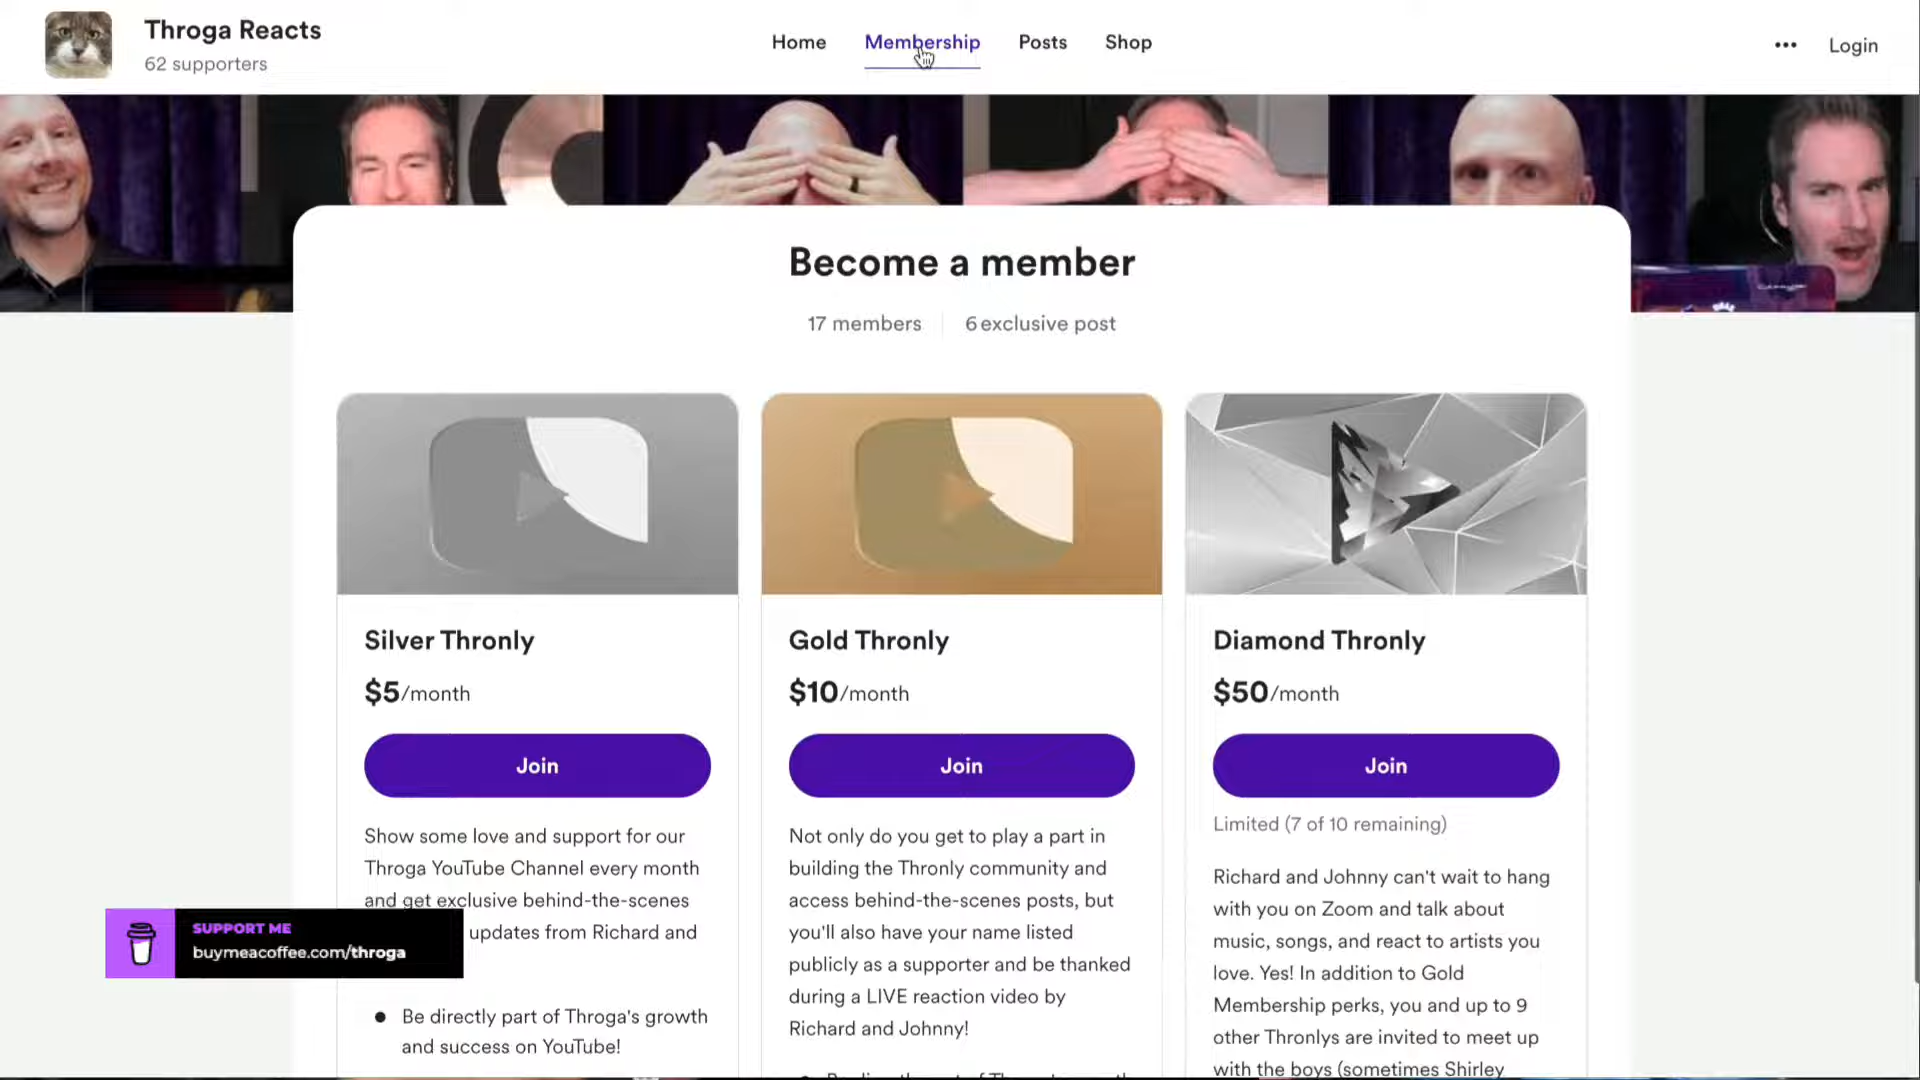 Throga Reacts
62 supporters
Home
Membership
Posts
Shop
•••
Login
Become a member
17 members
6 exclusive post
Silver Thronly
$5/month
Join
Show some love and support for our
Throga YouTube Channel every month
and get exclusive behind-the-scenes
updates from Richard and
• Be directly part of Throga's growth
and success on YouTube!
Gold Thronly
$10/month
Join
Not only do you get to play a part in
building the Thronly community and
access behind-the-scenes posts, but
you'll also have your name listed
publicly as a supporter and be thanked
during a LIVE reaction video by
Richard and Johnny!
Diamond Thronly
$50/month
Join
Limited (7 of 10 remaining)
Richard and Johnny can't wait to hang
with you on Zoom and talk about
music, songs, and react to artists you
love. Yes! In addition to Gold
Membership perks, you and up to 9
other Thronlys are invited to meet up
with the boys (sometimes Shirley
SUPPORT ME
buymeacoffee.com/throga